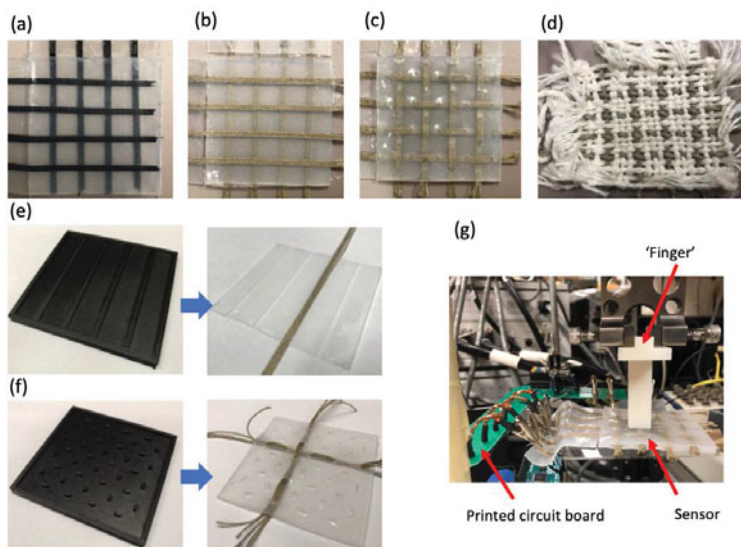 (a)
(b)
(c)
(d)
(e)
(g)
'Finger'
(f)
Printed circuit board
Sensor